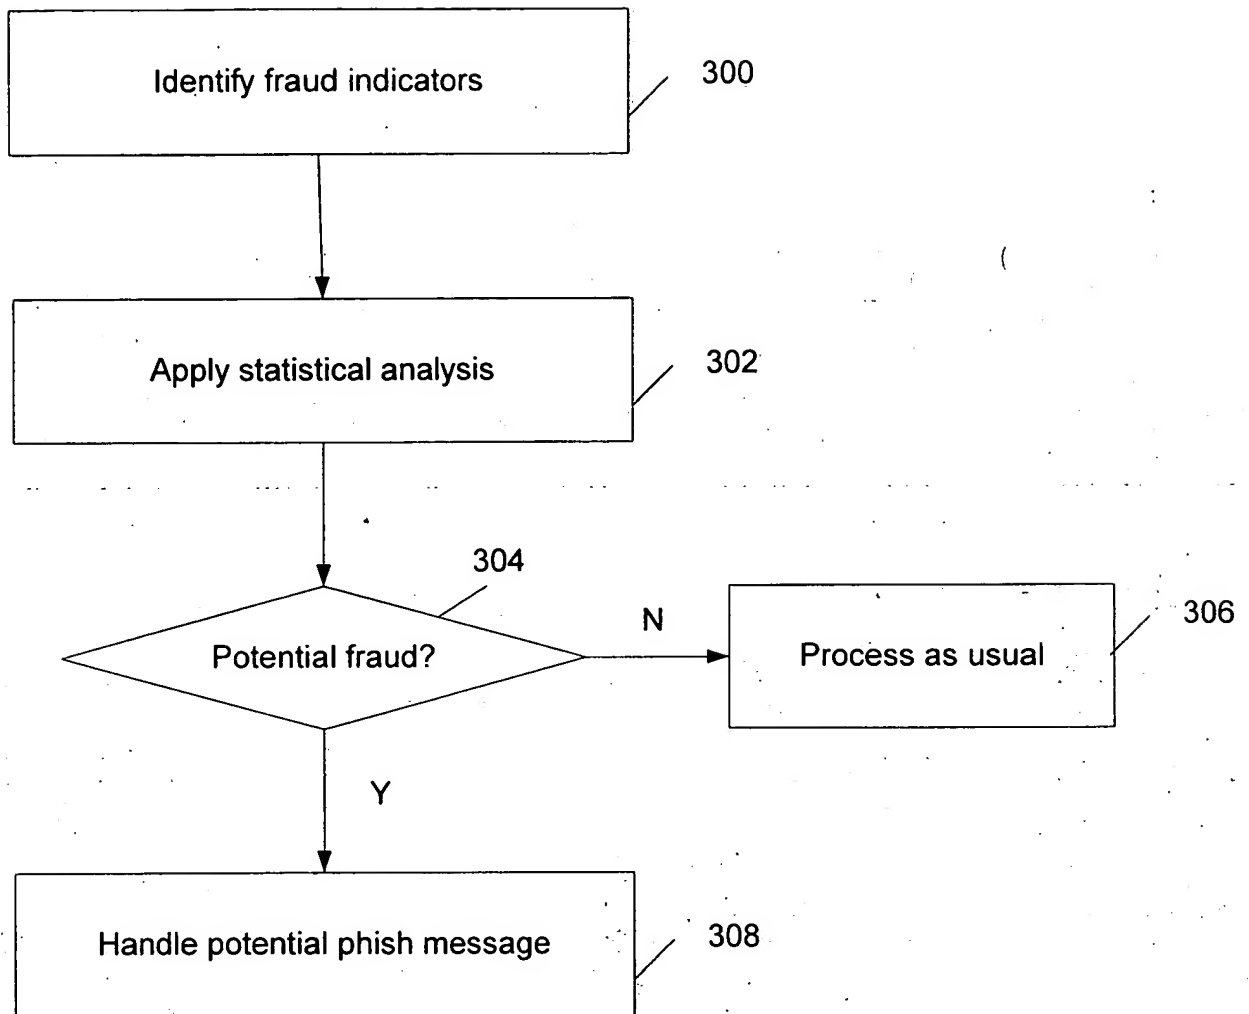 Identify fraud indicators
300
Apply statistical analysis
302
304
Potential fraud?
N
Process as usual
306
Y
Handle potential phish message
308